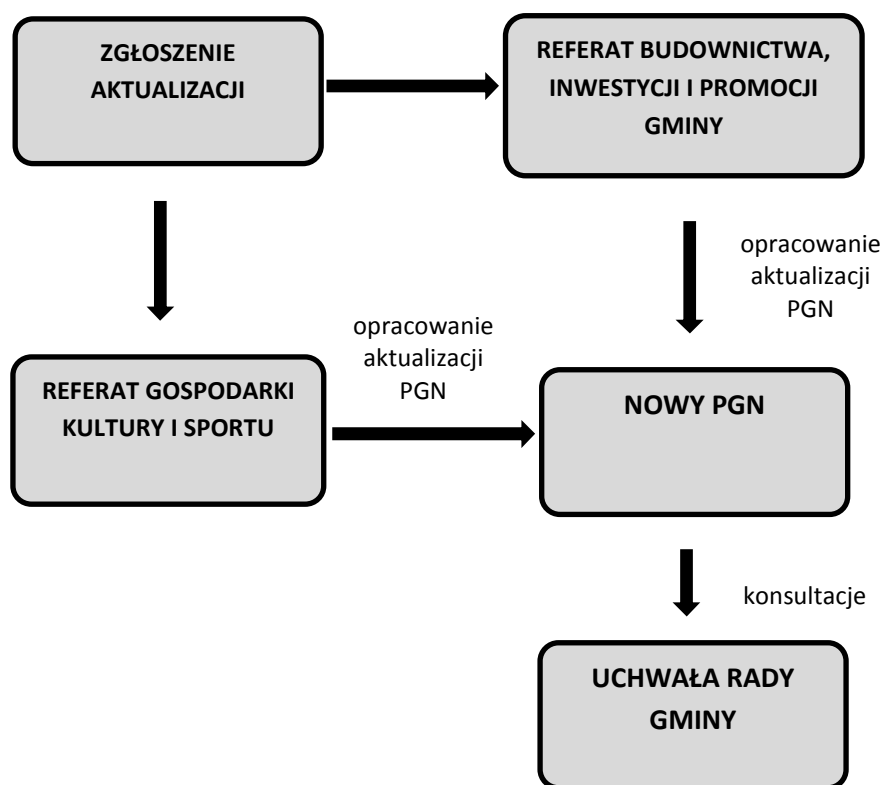 ZGŁOSZENIE
AKTUALIZACJI
REFERAT BUDOWNICTWA,
INWESTYCJI I PROMOCJI
GMINY
opracowanie
aktualizacji
PGN
opracowanie
aktualizacji
PGN
REFERAT GOSPODARKI
KULTURY I SPORTU
NOWY PGN
konsultacje
UCHWAŁA RADY
GMINY